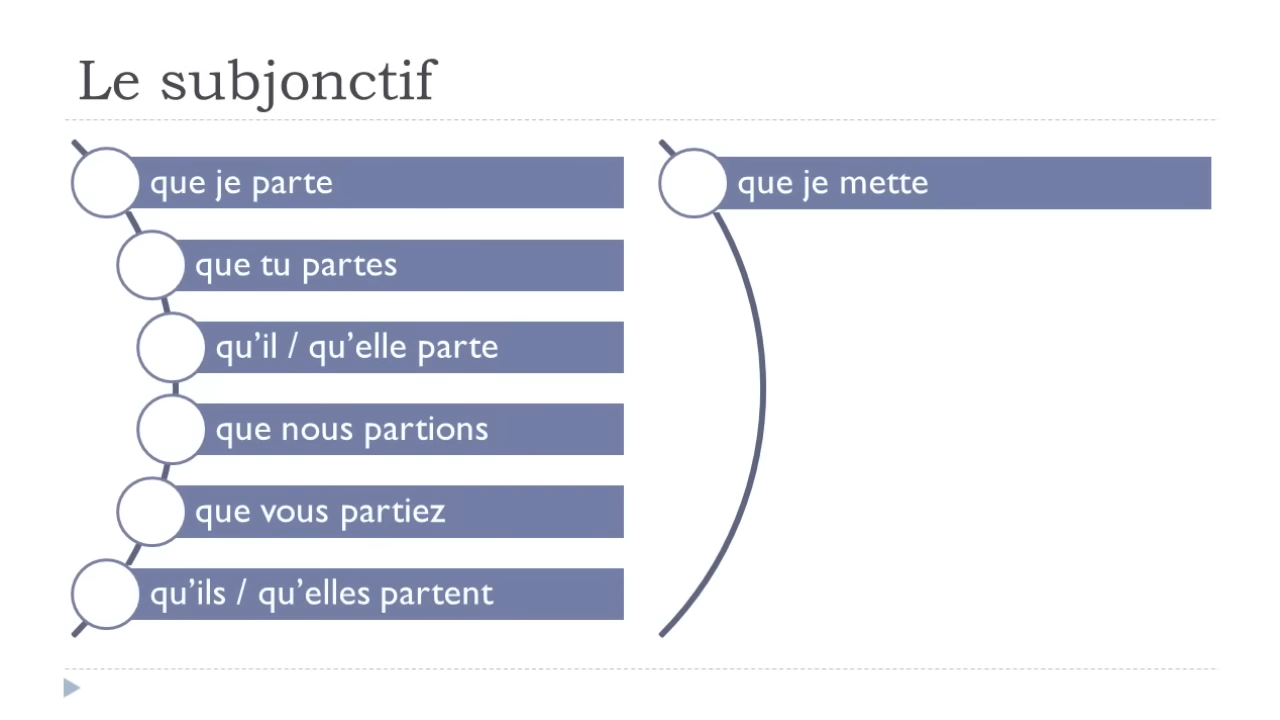 Le subjonctif
que je parte
que tu partes
qu’il / qu’elle parte
que nous partions
que vous partiez
qu’ils / qu’elles partent
que je mette